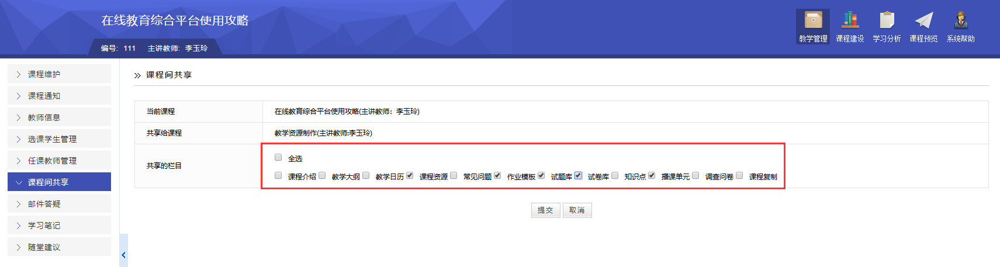 在线教育综合平台使用攻略
编号: 111 主讲教师: 李玉玲
教学管理 课程建设 学习分析 课程预览 系统帮助
课程维护
课程通知
教师信息
选课学生管理
任课教师管理
课程间共享
邮件答疑
学习笔记
随堂建议
课程间共享
当前课程 在线教育综合平台使用攻略(主讲教师: 李玉玲)
共享给课程 教学资源制作(主讲教师:李玉玲)
共享的栏目
全选
课程介绍 教学大纲 教学日历 课程资源 常见问题 作业模板 试题库 试卷库 知识点 播课单元 调查问卷 课程复制
提交 取消